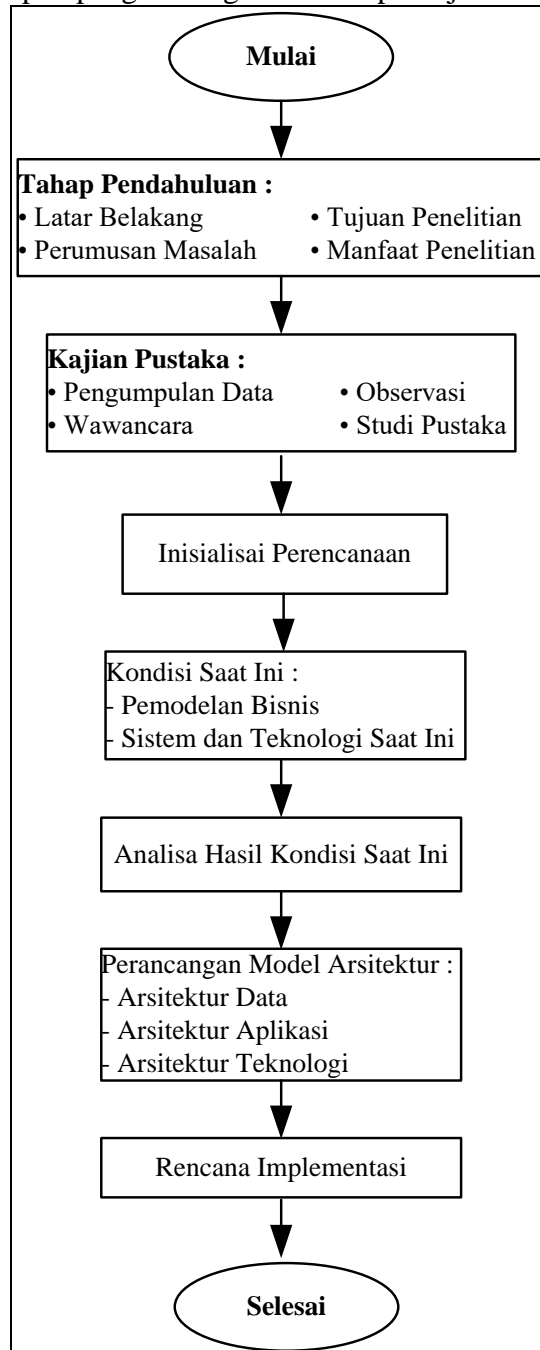 Mulai
Tahap Pendahuluan :
• Latar Belakang • Tujuan Penelitian
• Perumusan Masalah • Manfaat Penelitian
Kajian Pustaka :
• Pengumpulan Data • Observasi
• Wawancara • Studi Pustaka
Inisialisai Perencanaan
Kondisi Saat Ini :
- Pemodelan Bisnis
- Sistem dan Teknologi Saat Ini
Analisa Hasil Kondisi Saat Ini
Perancangan Model Arsitektur :
- Arsitektur Data
- Arsitektur Aplikasi
- Arsitektur Teknologi
Rencana Implementasi
Selesai